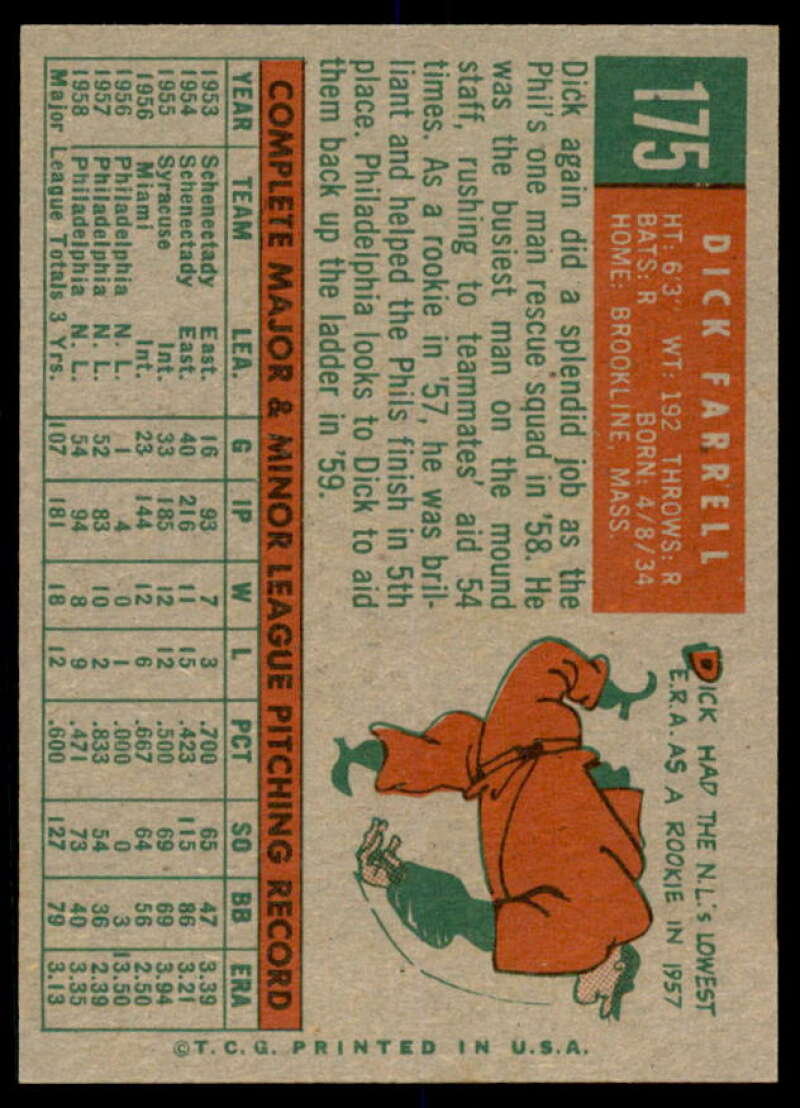 175
DICK FARRELL
HT: 6'3" WT: 192 THROWS: R
BATS: R BORN: 4/8/34
HOME: BROOKLINE, MASS.
Dick again did a splendid job as the
Phil's one man rescue squad in '58. He
was the busiest man on the mound
staff, rushing to teammates' aid 54
times. As a rookie in '57, he was bril-
liant and helped the Phils finish in 5th
place. Philadelphia looks to Dick to aid
them back up the ladder in '59.
DICK HAD THE N.L.'S LOWEST
E.R.A. AS A ROOKIE IN 1957
COMPLETE MAJOR & MINOR LEAGUE PITCHING RECORD
YEAR TEAM LEA. G IP W L PCT SO BB ERA
1953 Schenectady East. 16 93 7 3 .700 65 47 3.39
1954 Schenectady East. 40 216 11 15 .423 115 86 3.21
1955 Syracuse Int. 33 185 12 12 .500 69 69 3.94
1956 Miami Int. 23 144 12 6 .667 64 56 2.50
1956 Philadelphia N. L. 1 4 0 1 .000 0 3 13.50
1957 Philadelphia N. L. 52 83 10 2 .833 54 36 2.39
1958 Philadelphia N. L. 54 94 8 9 .471 73 40 3.35
Major League Totals 3 Yrs. 107 181 18 12 .600 127 79 3.13
©T.C.G. PRINTED IN U.S.A.